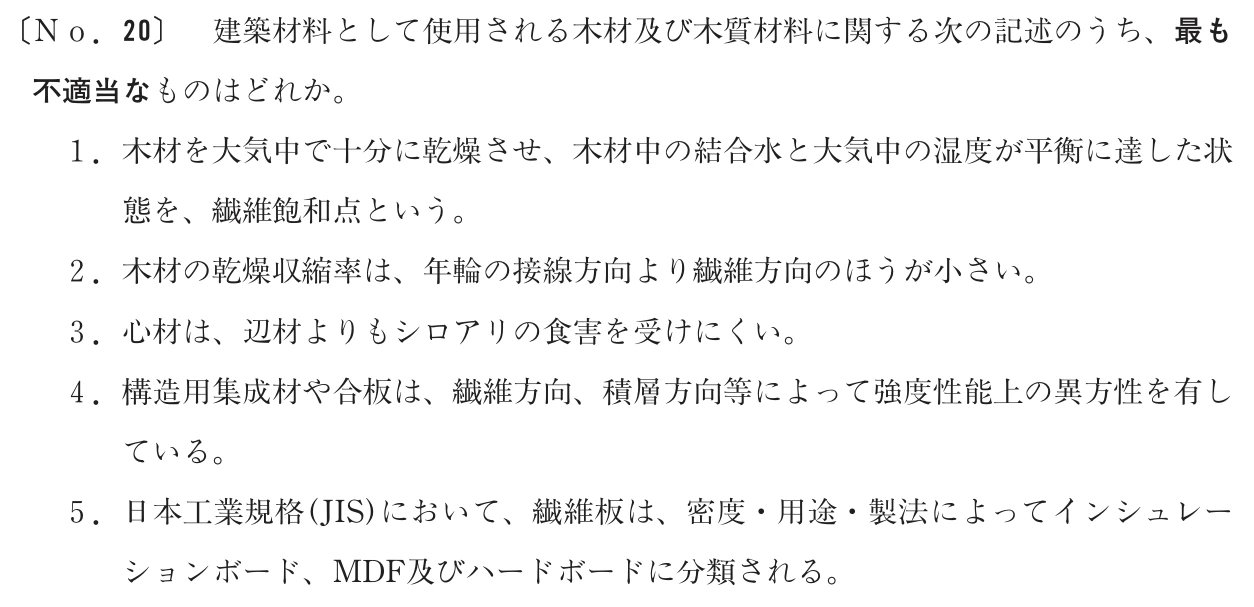 〔Ｎｏ．20〕　建築材料として使用される木材及び木質材料に関する次の記述のうち、最も
不適当なものはどれか。
１．木材を大気中で十分に乾燥させ、木材中の結合水と大気中の湿度が平衡に達した状
態を、繊維飽和点という。
２．木材の乾燥収縮率は、年輪の接線方向より繊維方向のほうが小さい。
３．心材は、辺材よりもシロアリの食害を受けにくい。
４．構造用集成材や合板は、繊維方向、積層方向等によって強度性能上の異方性を有し
ている。
５．日本工業規格(JIS)において、繊維板は、密度・用途・製法によってインシュレー
ションボード、MDF及びハードボードに分類される。